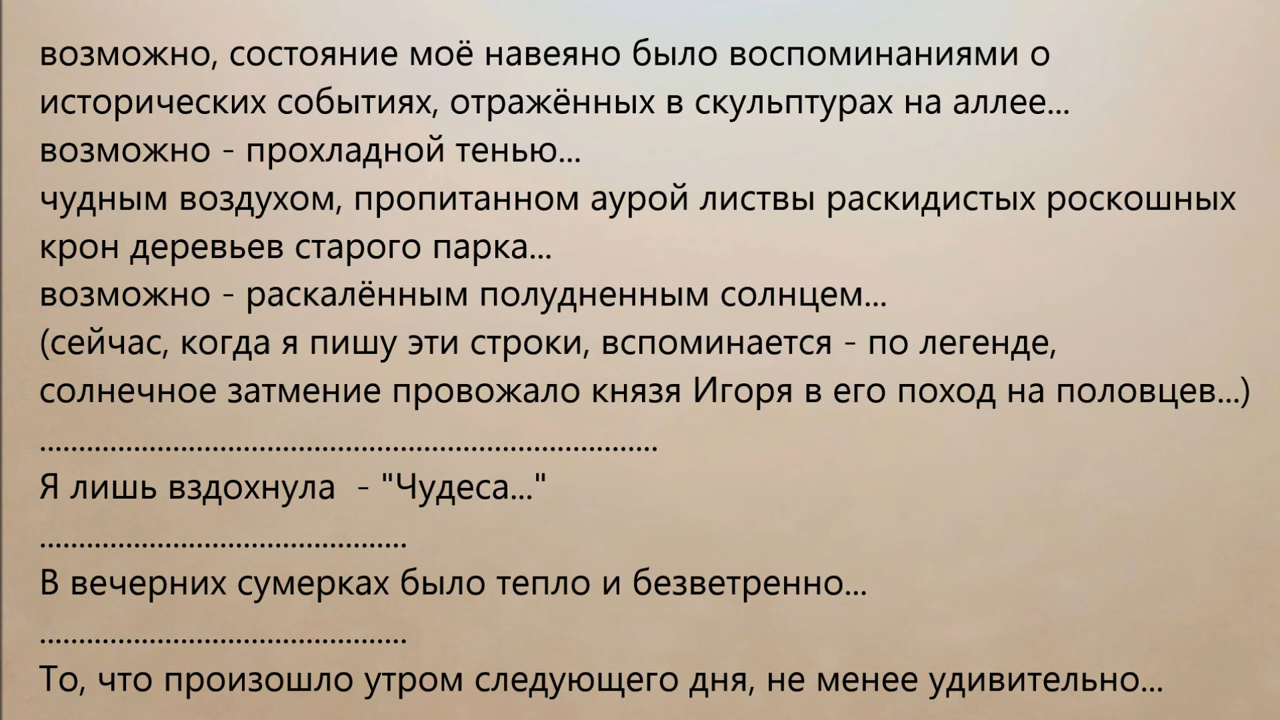 возможно, состояние моё навеяно было воспоминаниями о
исторических событиях, отражённых в скульптурах на аллее...
возможно - прохладной тенью...
чудным воздухом, пропитанном аурой листвы раскидистых роскошных
крон деревьев старого парка...
возможно - раскалённым полудненным солнцем...
(сейчас, когда я пишу эти строки, вспоминается - по легенде,
солнечное затмение провожало князя Игоря в его поход на половцев...)
...............................................................................
Я лишь вздохнула  - "Чудеса..."
...............................................
В вечерних сумерках было тепло и безветренно...
...............................................
То, что произошло утром следующего дня, не менее удивительно...